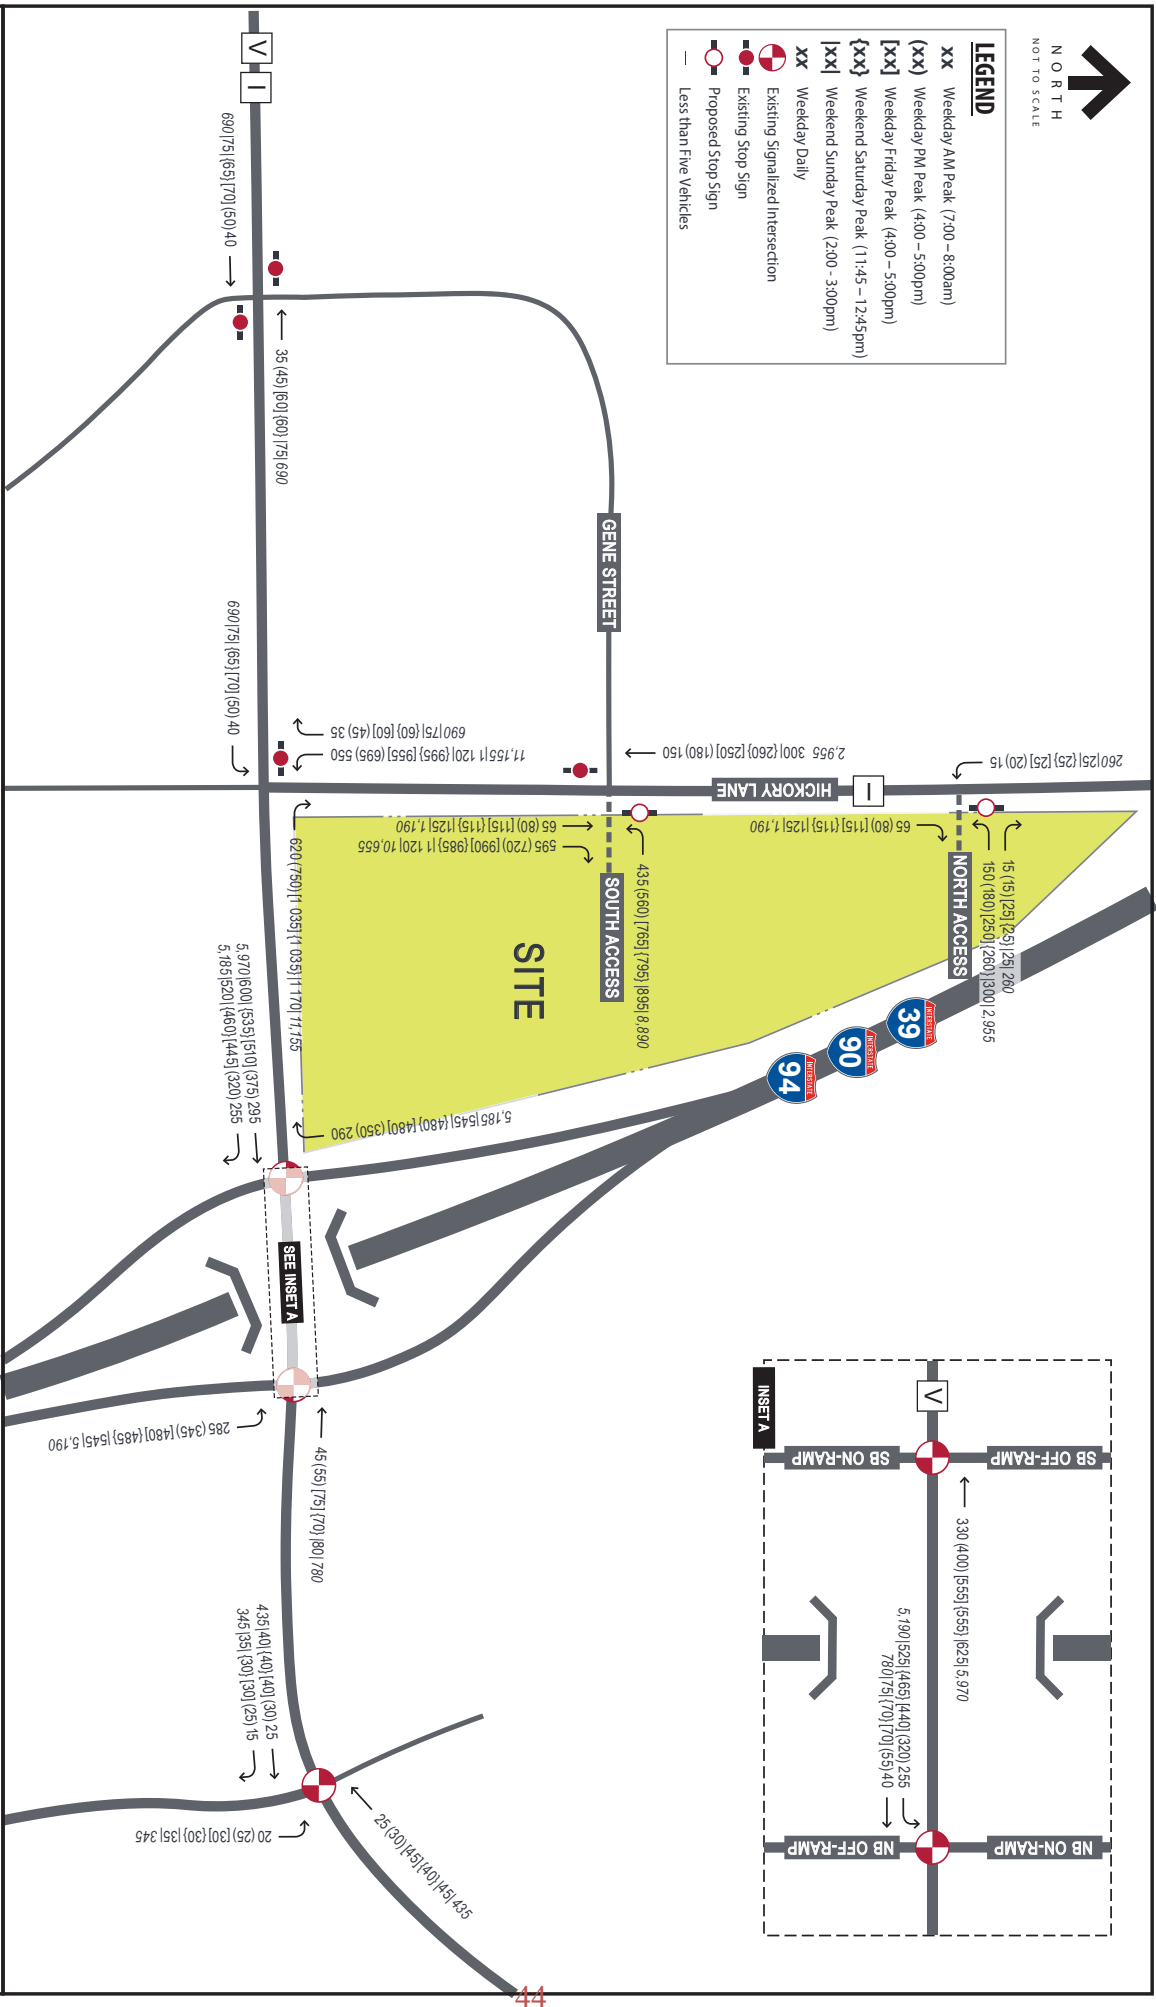 NORTH
NOT TO SCALE
LEGEND
xx Weekday AM Peak (7:00 – 8:00am)
(xx) Weekday PM Peak (4:00 – 5:00pm)
[xx] Weekday Friday Peak (4:00 – 5:00pm)
{xx} Weekend Saturday Peak (11:45 – 12:45pm)
|xx| Weekend Sunday Peak (2:00 - 3:00pm)
xx Weekday Daily
Existing Signalized Intersection
Existing Stop Sign
Proposed Stop Sign
— Less than Five Vehicles
V
I
690|75|{65}[70](50)40
35(45)[60]{60}|75|690
GENE STREET
690|75|{65}[70](50)40
690|75|{60}[60](45)35
11,155|1120|{995}[955](695)550
2,955 300|{260}[250](180)150
HICKORY LANE
I
260|25|{25}[25](20)15
65(80)[115]{115}|125|1,190
595(720)[990]{985}|1120|10,655
65(80)[115]{115}|125|1,190
NORTH ACCESS
15(15)[25]{25}|25|260
150(180)[250]{260}|300|2,955
SOUTH ACCESS
435(560)[765]{795}|895|8,890
620(750)[1035]{1035}|1170|11,155
SITE
INTERSTATE
39
INTERSTATE
90
INTERSTATE
94
5,970|600|{535}[510](375)295
5,185|520|{460}[445](320)255
5,185|545|{480}[480](350)290
SEE INSET A
285(345)[480]{485}|545|5,190
45(55)[75]{70}|80|780
435|40|{40}[40](30)25
345|35|{30}[30](25)15
20(25)[30]{30}|35|345
25(30)[45]{40}|45|435
INSET A
V
SB ON-RAMP
SB OFF-RAMP
330(400)[555]{555}|625|5,970
5,190|525|{465}[440](320)255
780|75|{70}[70](55)40
NB OFF-RAMP
NB ON-RAMP
44